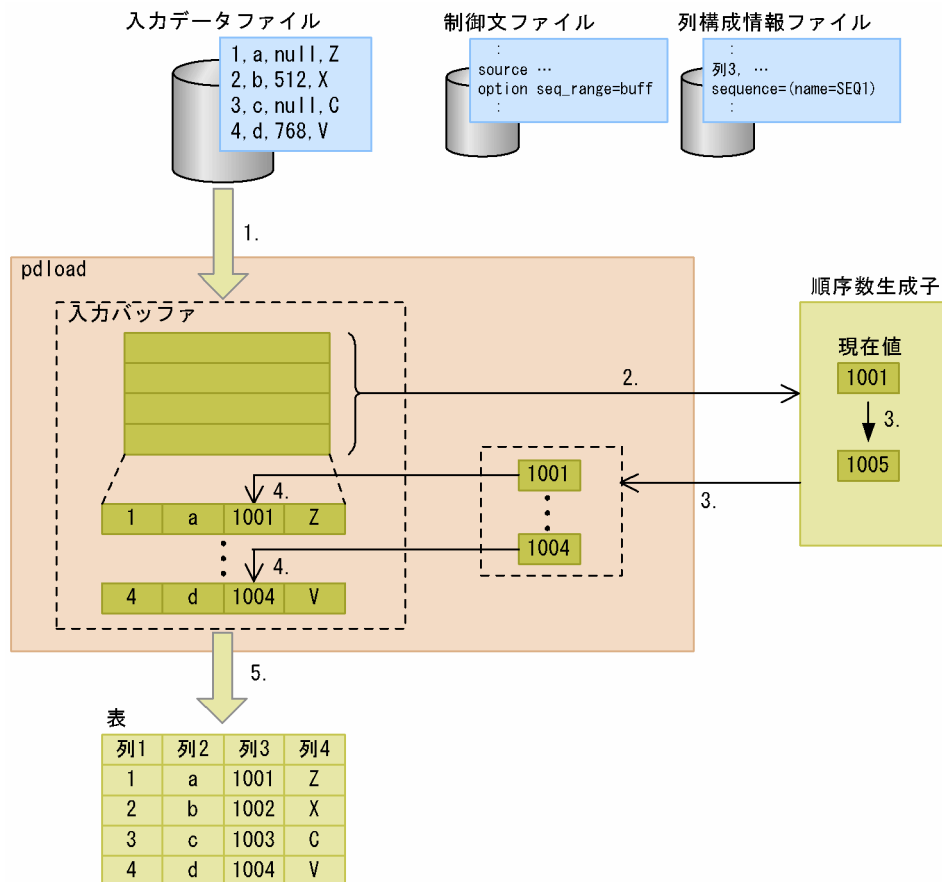 入力データファイル
制御文ファイル
列構成情報ファイル
1,a,null,Z
2,b,512,X
3,c,null,C
4,d,768,V
:
source …
option seq_range=buff
:
:
列3, …
sequence=(name=SEQ1)
:
1.
pdload
入力バッファ
順序数生成子
現在値
1001
3.
1005
2.
3.
1001
1004
4.
1 a 1001 Z
4.
4 d 1004 V
5.
表
列1 列2 列3 列4
1 a 1001 Z
2 b 1002 X
3 c 1003 C
4 d 1004 V